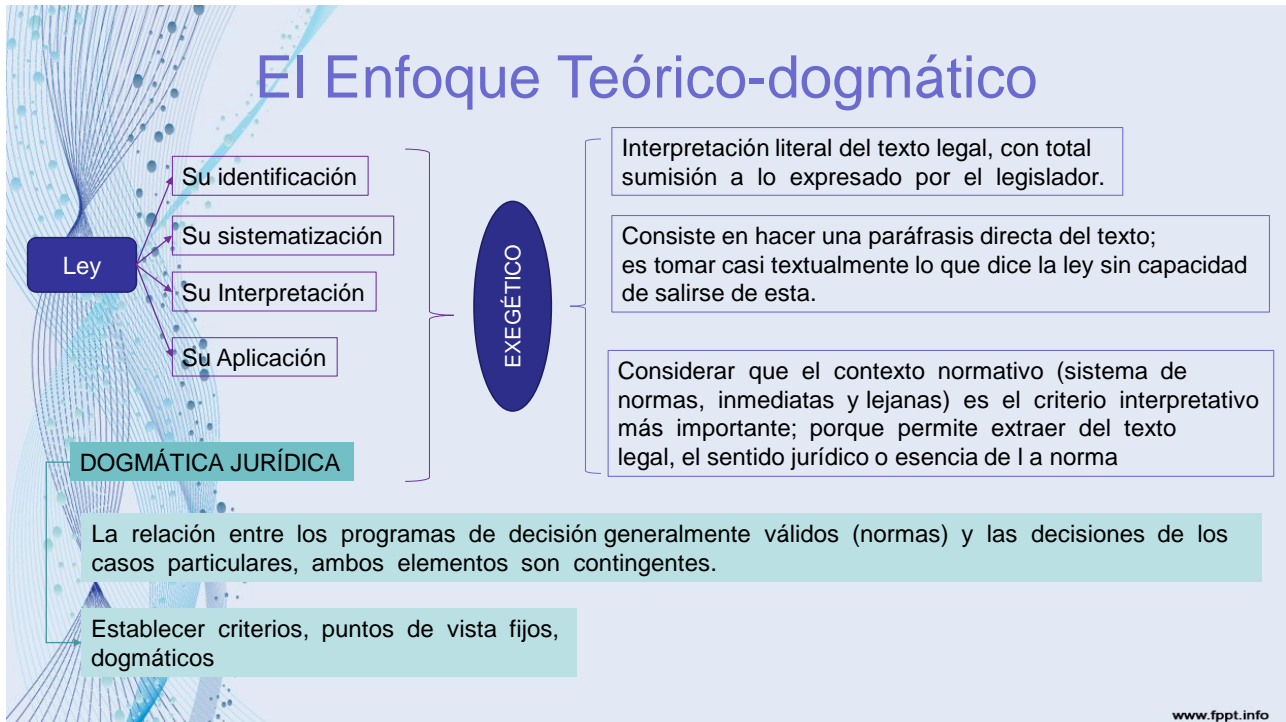 El Enfoque Teórico-dogmático
Ley
Su identificación
Su sistematización
Su Interpretación
Su Aplicación
EXEGÉTICO
Interpretación literal del texto legal, con total
sumisión a lo expresado por el legislador.
Consiste en hacer una paráfrasis directa del texto;
es tomar casi textualmente lo que dice la ley sin capacidad
de salirse de esta.
Considerar que el contexto normativo (sistema de
normas, inmediatas y lejanas) es el criterio interpretativo
más importante; porque permite extraer del texto
legal, el sentido jurídico o esencia de l a norma
DOGMÁTICA JURÍDICA
La relación entre los programas de decisión generalmente válidos (normas) y las decisiones de los
casos particulares, ambos elementos son contingentes.
Establecer criterios, puntos de vista fijos,
dogmáticos
www.fppt.info